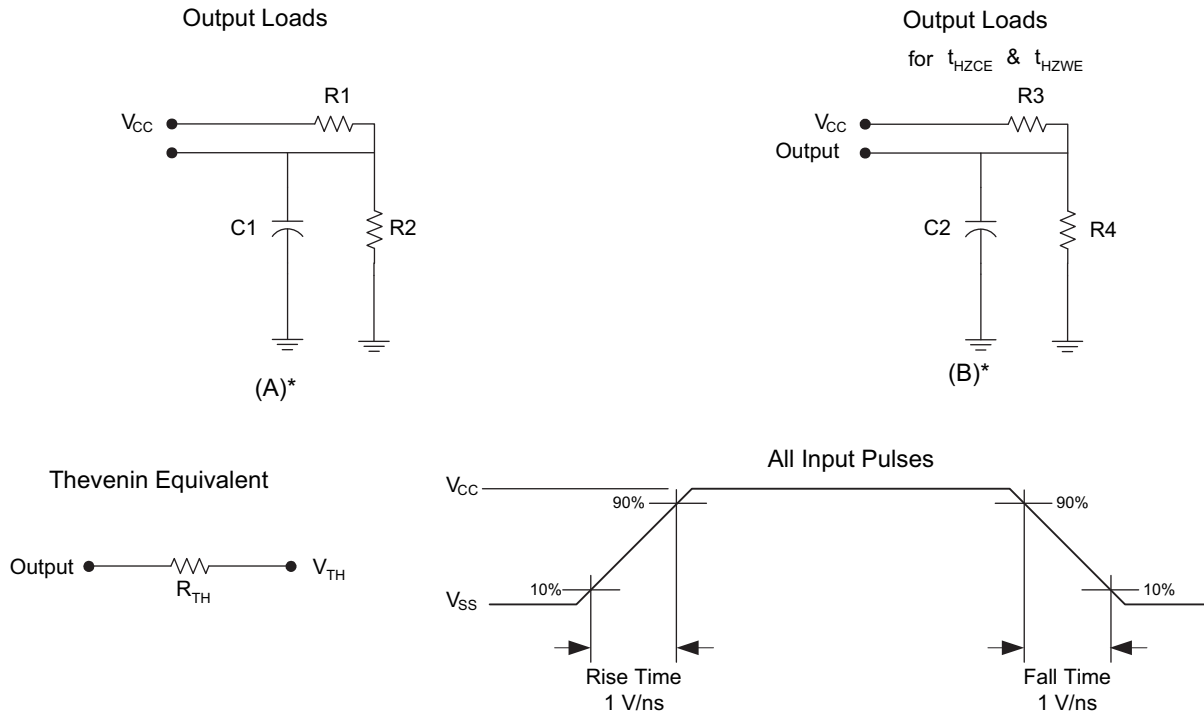 Output Loads
R1
VCC
C1
R2
(A)*
Output Loads
for tHZCE & tHZWE
R3
VCC
Output
C2
R4
(B)*
Thevenin Equivalent
Output
RTH
VTH
All Input Pulses
VCC
90%
90%
10%
10%
VSS
Rise Time
1 V/ns
Fall Time
1 V/ns